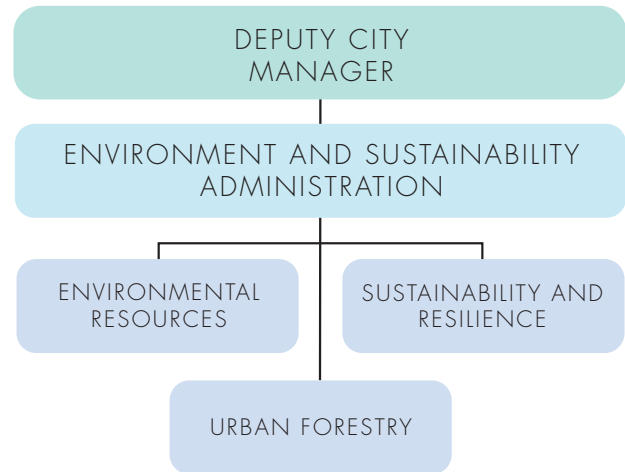 DEPUTY CITY
MANAGER
ENVIRONMENT AND SUSTAINABILITY
ADMINISTRATION
ENVIRONMENTAL
RESOURCES
SUSTAINABILITY AND
RESILIENCE
URBAN FORESTRY